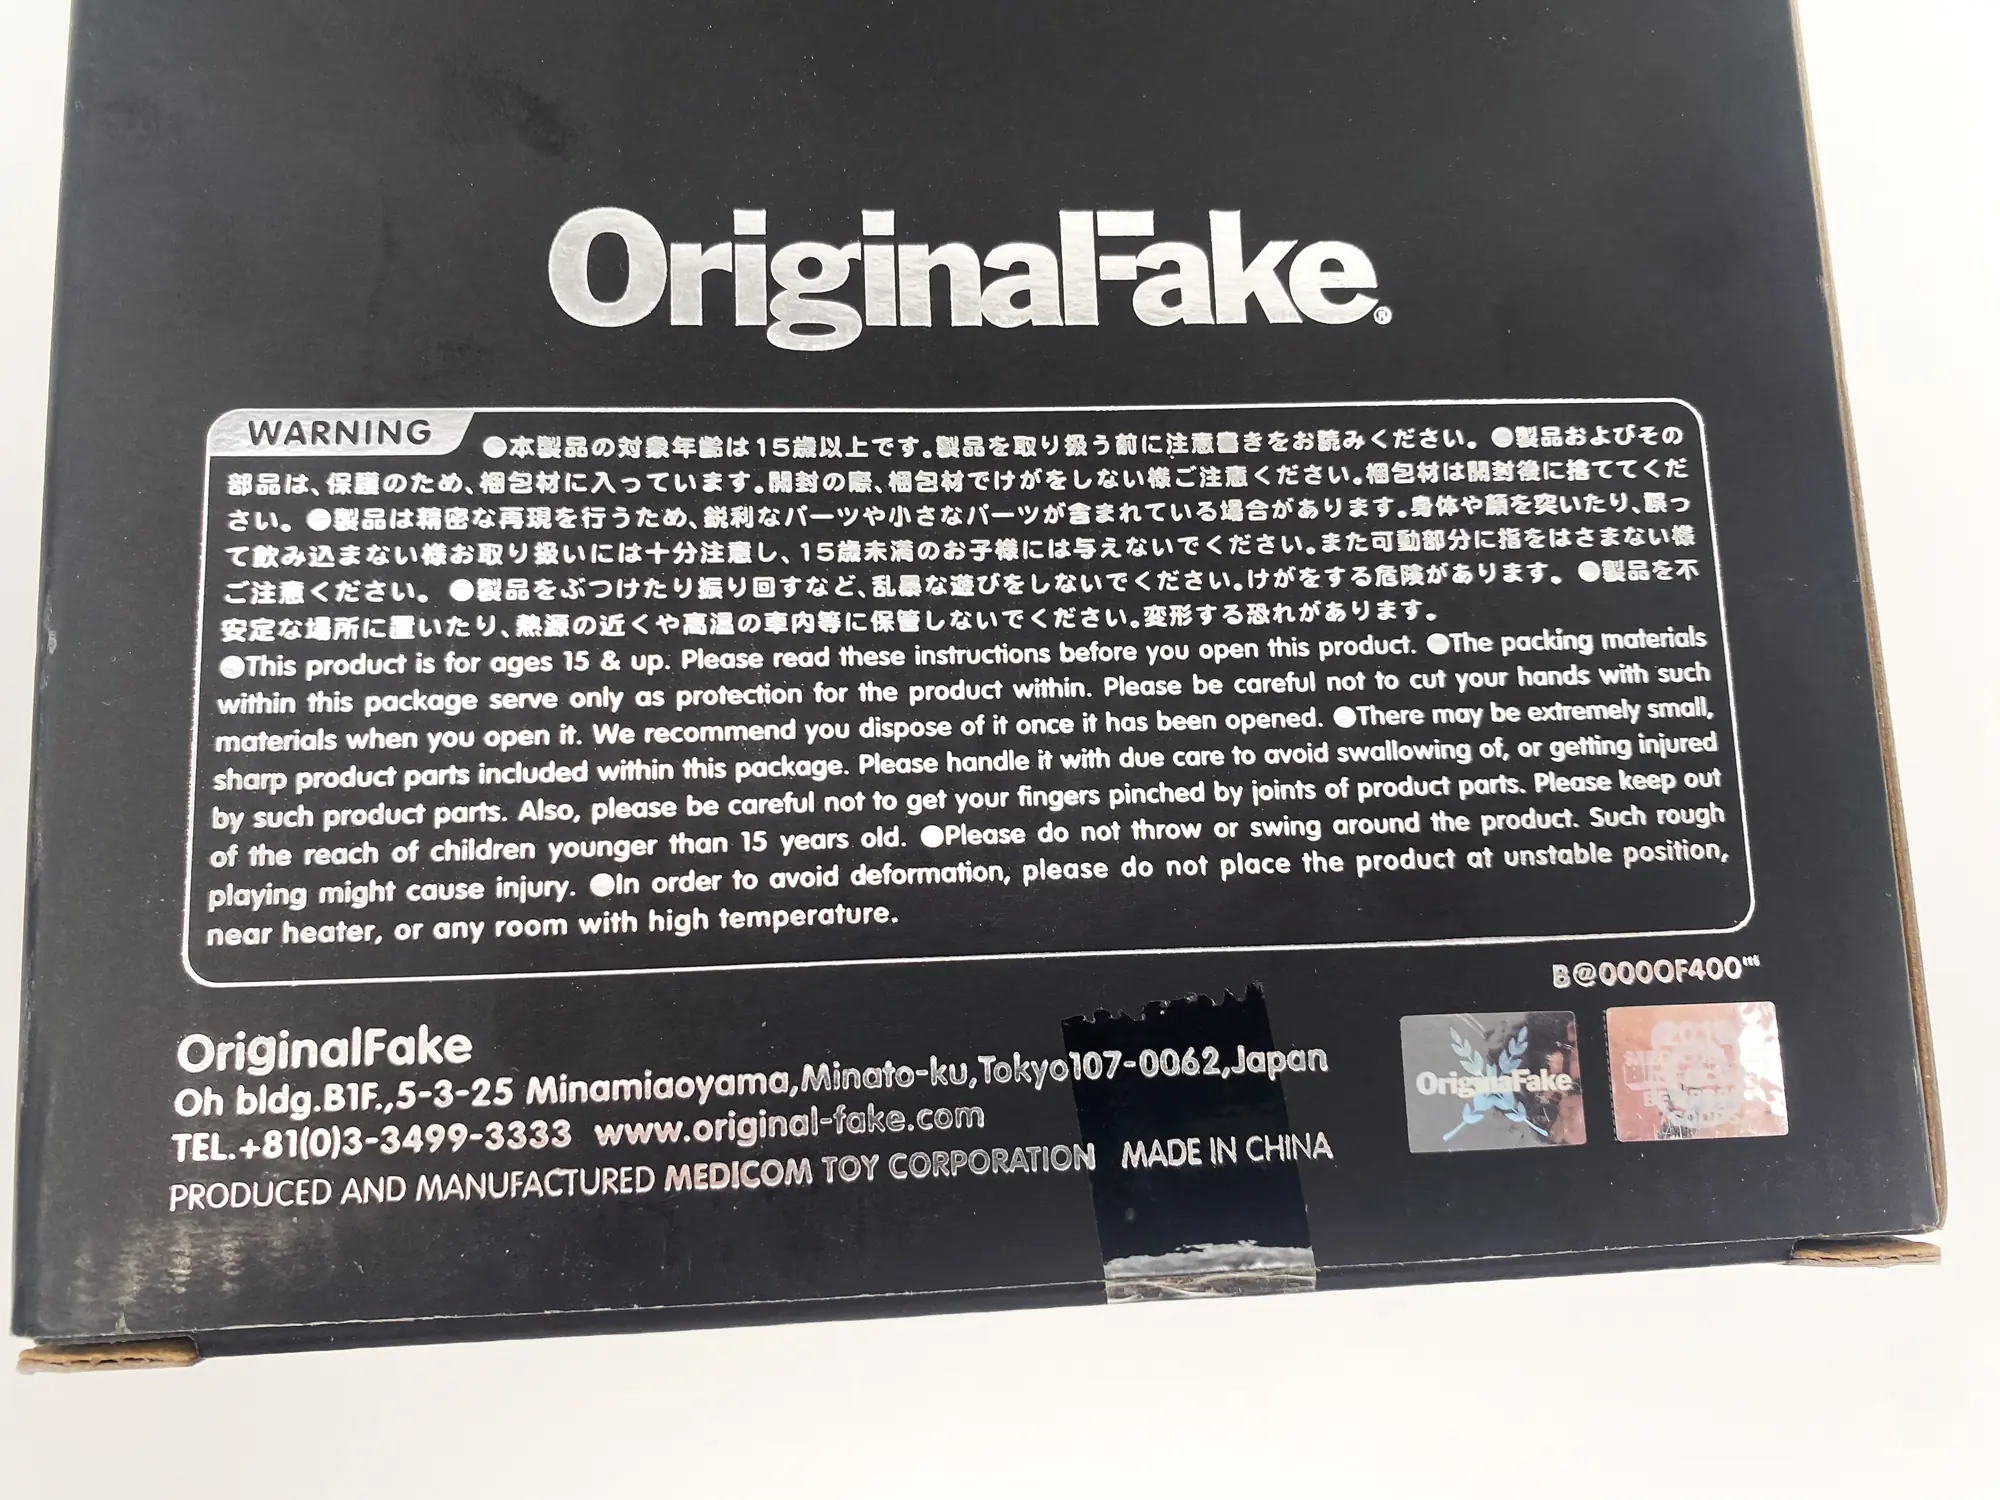 OriginalFake®
WARNING
●本製品の対象年齢は15歳以上です。製品を取り扱う前に注意書きをお読みください。●製品およびその
部品は、保護のため、梱包材に入っています。開封の際、梱包材でけがをしない様ご注意ください。梱包材は開封後に捨ててくだ
さい。●製品は精密な再現を行うため、鋭利なパーツや小さなパーツが含まれている場合があります。身体や顔を突いたり、誤っ
て飲み込まない様お取り扱いには十分注意し、15歳未満のお子様には与えないでください。また可動部分に指をはさまない様
ご注意ください。●製品をぶつけたり振り回すなど、乱暴な遊びをしないでください。けがをする危険があります。●製品を不
安定な場所に置いたり、熱源の近くや高温の車内等に保管しないでください。変形する恐れがあります。
●This product is for ages 15 & up. Please read these instructions before you open this product. ●The packing materials
within this package serve only as protection for the product within. Please be careful not to cut your hands with such
materials when you open it. We recommend you dispose of it once it has been opened. ●There may be extremely small,
sharp product parts included within this package. Please handle it with due care to avoid swallowing of, or getting injured
by such product parts. Also, please be careful not to get your fingers pinched by joints of product parts. Please keep out
of the reach of children younger than 15 years old. ●Please do not throw or swing around the product. Such rough
playing might cause injury. ●In order to avoid deformation, please do not place the product at unstable position,
near heater, or any room with high temperature.
B@000OF400™
OriginalFake
Oh bldg.B1F.,5-3-25 Minamiaoyama,Minato-ku,Tokyo107-0062,Japan
TEL.+81(0)3-3499-3333 www.original-fake.com
PRODUCED AND MANUFACTURED MEDICOM TOY CORPORATION MADE IN CHINA
OriginalFake